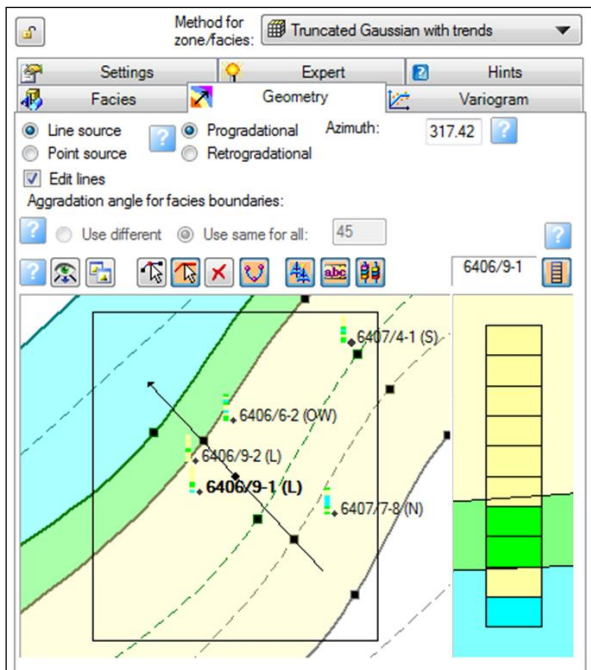 Method for
zone/facies:
Truncated Gaussian with trends
Settings
Expert
Hints
Facies
Geometry
Variogram
Line source
Progradational
Azimuth:
317.42
Point source
Retrogradational
Edit lines
Aggradation angle for facies boundaries:
Use different
Use same for all:
45
abc
6406/9-1
6407/4-1 (S)
6406/6-2 (OW)
6406/9-2 (L)
6406/9-1 (L)
6407/7-8 (N)